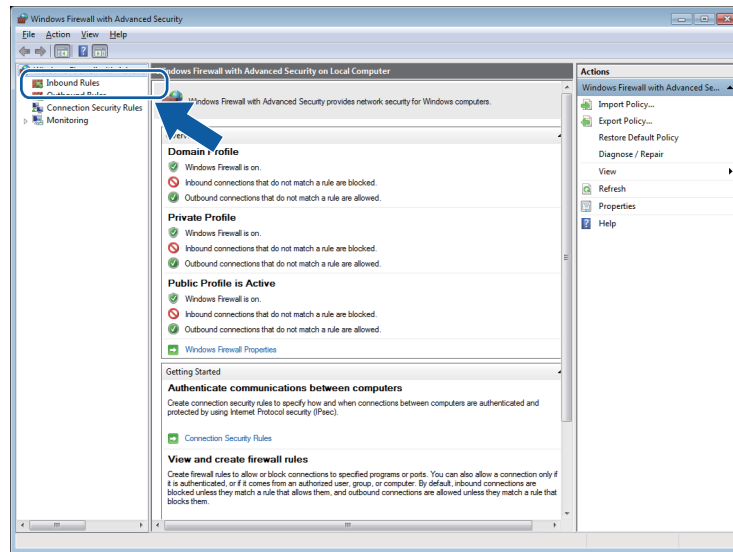 Windows Firewall with Advanced Security
File Action View Help
Inbound Rules
Outbound Rules
Connection Security Rules
Monitoring
Windows Firewall with Advanced Security on Local Computer
Windows Firewall with Advanced Security provides network security for Windows computers.
Domain Profile
Windows Firewall is on.
Inbound connections that do not match a rule are blocked.
Outbound connections that do not match a rule are allowed.
Private Profile
Windows Firewall is on.
Inbound connections that do not match a rule are blocked.
Outbound connections that do not match a rule are allowed.
Public Profile is Active
Windows Firewall is on.
Inbound connections that do not match a rule are blocked.
Outbound connections that do not match a rule are allowed.
Windows Firewall Properties
Getting Started
Authenticate communications between computers
Create connection security rules to specify how and when connections between computers are authenticated and
protected by using Internet Protocol security (IPsec).
Connection Security Rules
View and create firewall rules
Create firewall rules to allow or block connections to specified programs or ports. You can also allow a connection only if
it is authenticated, or if it comes from an authorized user, group, or computer. By default, inbound connections are
blocked unless they match a rule that allows them, and outbound connections are allowed unless they match a rule that
blocks them.
Actions
Windows Firewall with Advanced Se...
Import Policy...
Export Policy...
Restore Default Policy
Diagnose / Repair
View
Refresh
Properties
Help